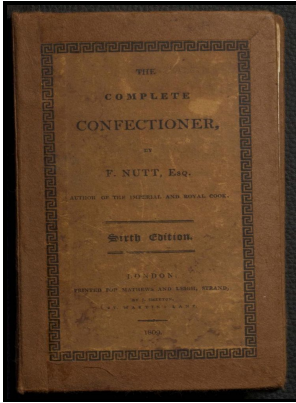 THE
COMPLETE
CONFECTIONER,
BY
F. NUTT, ESQ.
AUTHOR OF THE IMPERIAL AND ROYAL COOK.
Sixth Edition.
LONDON,
PRINTED FOR MATHEWS AND LEIGH, STRAND,
1809.